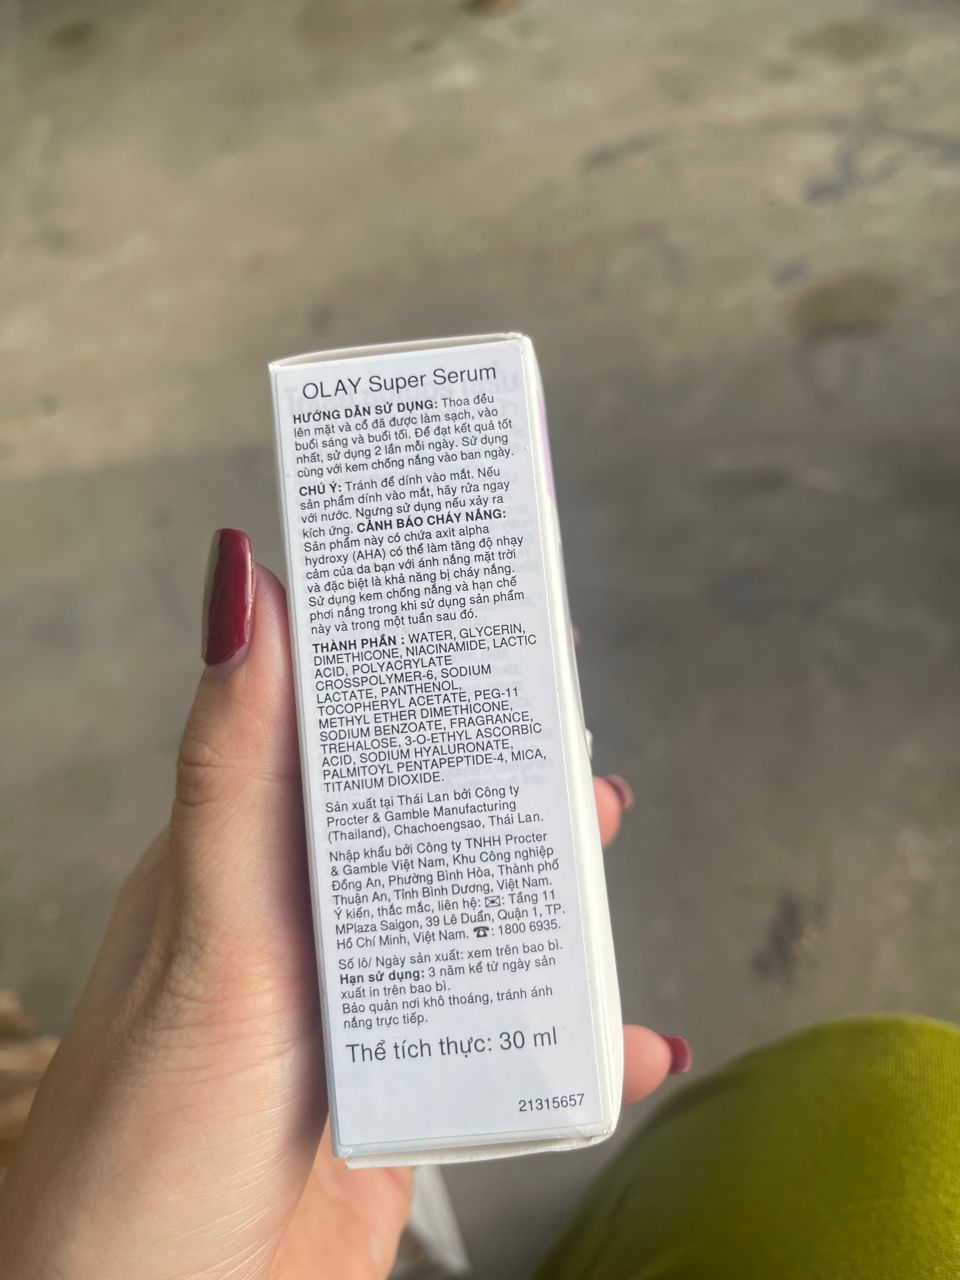 OLAY Super Serum
HƯỚNG DẪN SỬ DỤNG: Thoa đều
lên mặt và cổ đã được làm sạch, vào
buổi sáng và buổi tối. Để đạt kết quả tốt
nhất, sử dụng 2 lần mỗi ngày. Sử dụng
cùng với kem chống nắng vào ban ngày.
CHÚ Ý: Tránh để dính vào mắt. Nếu
sản phẩm dính vào mắt, hãy rửa ngay
với nước. Ngưng sử dụng nếu xảy ra
kích ứng. CẢNH BÁO CHÁY NẮNG:
Sản phẩm này có chứa axit alpha
hydroxy (AHA) có thể làm tăng độ nhạy
cảm của da bạn với ánh nắng mặt trời
và đặc biệt là khả năng bị cháy nắng.
Sử dụng kem chống nắng và hạn chế
phơi nắng trong khi sử dụng sản phẩm
này và trong một tuần sau đó.
THÀNH PHẦN : WATER, GLYCERIN,
DIMETHICONE, NIACINAMIDE, LACTIC
ACID, POLYACRYLATE
CROSSPOLYMER-6, SODIUM
LACTATE, PANTHENOL,
TOCOPHERYL ACETATE, PEG-11
METHYL ETHER DIMETHICONE,
SODIUM BENZOATE, FRAGRANCE,
TREHALOSE, 3-O-ETHYL ASCORBIC
ACID, SODIUM HYALURONATE,
PALMITOYL PENTAPEPTIDE-4, MICA,
TITANIUM DIOXIDE.
Sản xuất tại Thái Lan bởi Công ty
Procter & Gamble Manufacturing
(Thailand), Chachoengsao, Thái Lan.
Nhập khẩu bởi Công ty TNHH Procter
& Gamble Việt Nam, Khu Công nghiệp
Đồng An, Phường Bình Hòa, Thành phố
Thuận An, Tỉnh Bình Dương, Việt Nam.
Ý kiến, thắc mắc, liên hệ: ✉: Tầng 11
MPlaza Saigon, 39 Lê Duẩn, Quận 1, TP.
Hồ Chí Minh, Việt Nam. ☎: 1800 6935.
Số lô/ Ngày sản xuất: xem trên bao bì.
Hạn sử dụng: 3 năm kể từ ngày sản
xuất in trên bao bì.
Bảo quản nơi khô thoáng, tránh ánh
nắng trực tiếp.
Thể tích thực: 30 ml
21315657